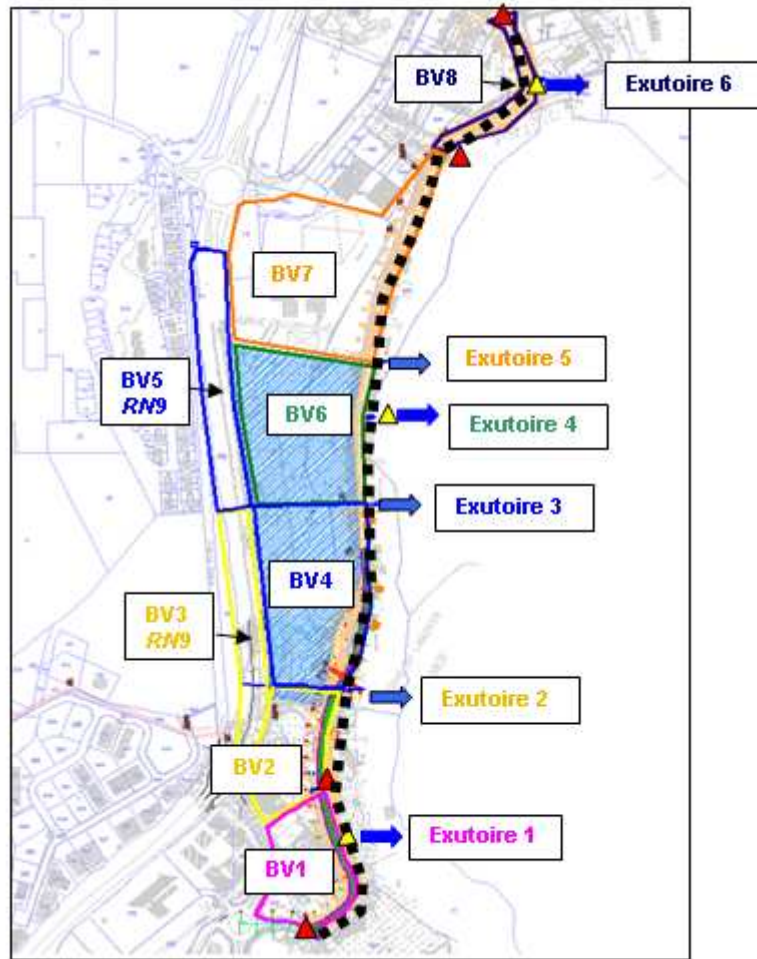 BV8
Exutoire 6
BV7
Exutoire 5
BV5
RN9
BV6
Exutoire 4
Exutoire 3
BV4
BV3
RN9
Exutoire 2
BV2
Exutoire 1
BV1